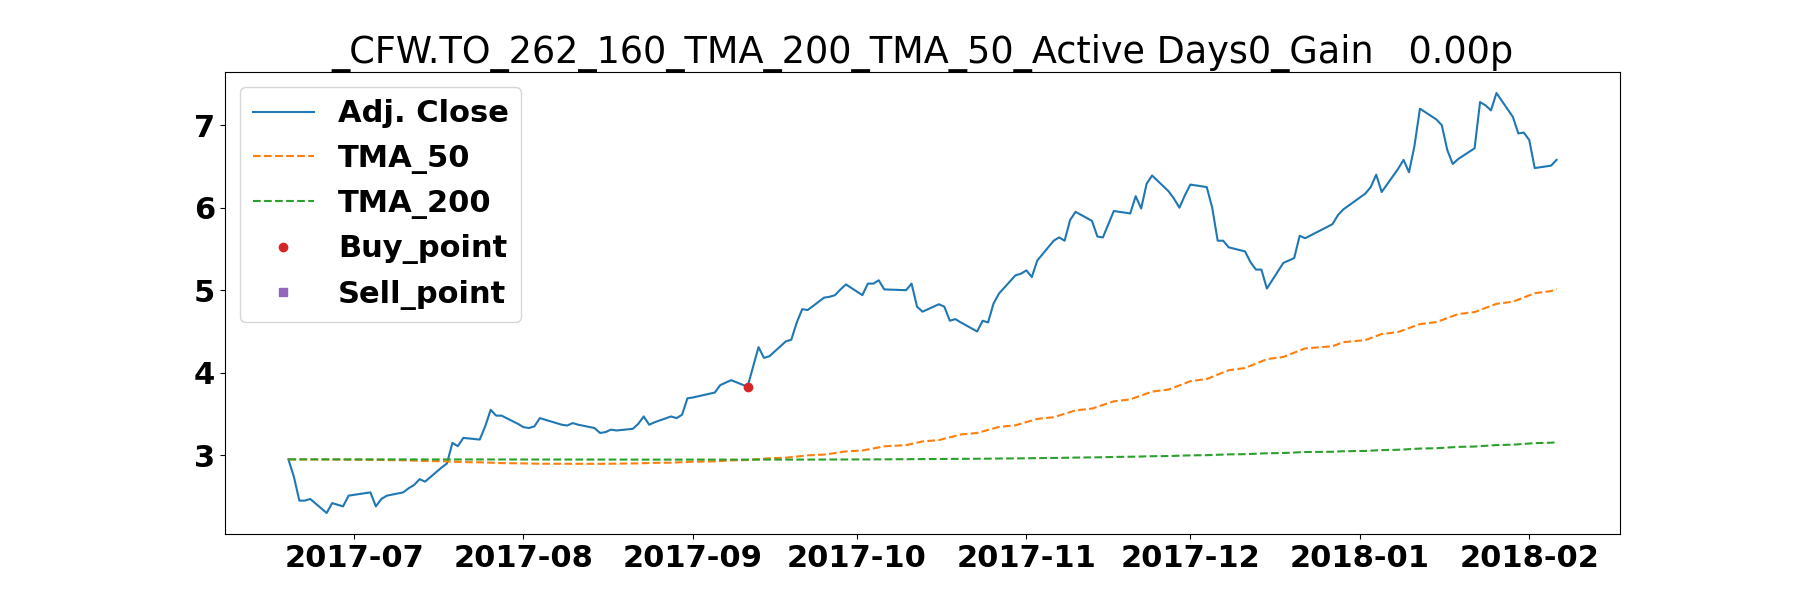 _CFW.TO_262_160_TMA_200_TMA_50_Active Days0_Gain   0.00p
Adj. Close
TMA_50
TMA_200
Buy_point
Sell_point
7
6
5
4
3
2017-07 2017-08 2017-09 2017-10 2017-11 2017-12 2018-01 2018-02